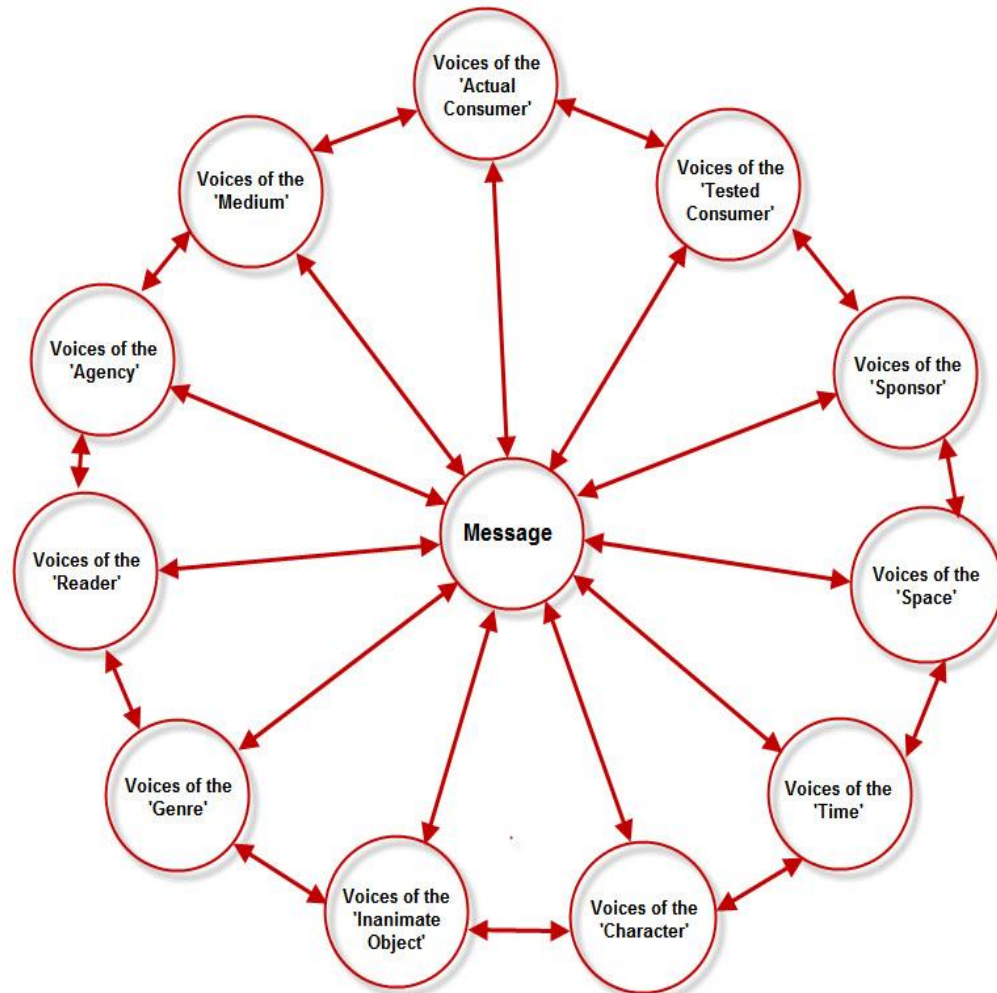 Voices of the
'Actual
Consumer'
Voices of the
'Tested
Consumer'
Voices of the
'Sponsor'
Voices of the
'Space'
Voices of the
'Time'
Voices of the
'Character'
Voices of the
'Inanimate
Object'
Voices of the
'Genre'
Voices of the
'Reader'
Voices of the
'Agency'
Voices of the
'Medium'
Message